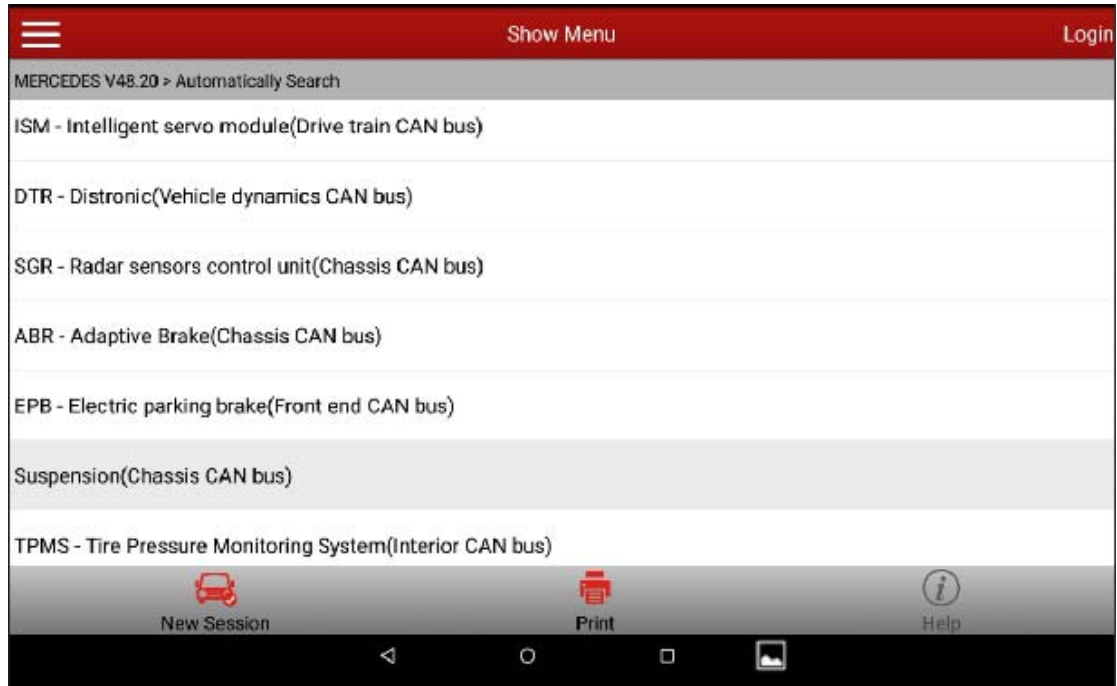 Show Menu
Login
MERCEDES V48.20 > Automatically Search
ISM - Intelligent servo module(Drive train CAN bus)
DTR - Distronic(Vehicle dynamics CAN bus)
SGR - Radar sensors control unit(Chassis CAN bus)
ABR - Adaptive Brake(Chassis CAN bus)
EPB - Electric parking brake(Front end CAN bus)
Suspension(Chassis CAN bus)
TPMS - Tire Pressure Monitoring System(Interior CAN bus)
New Session
Print
Help